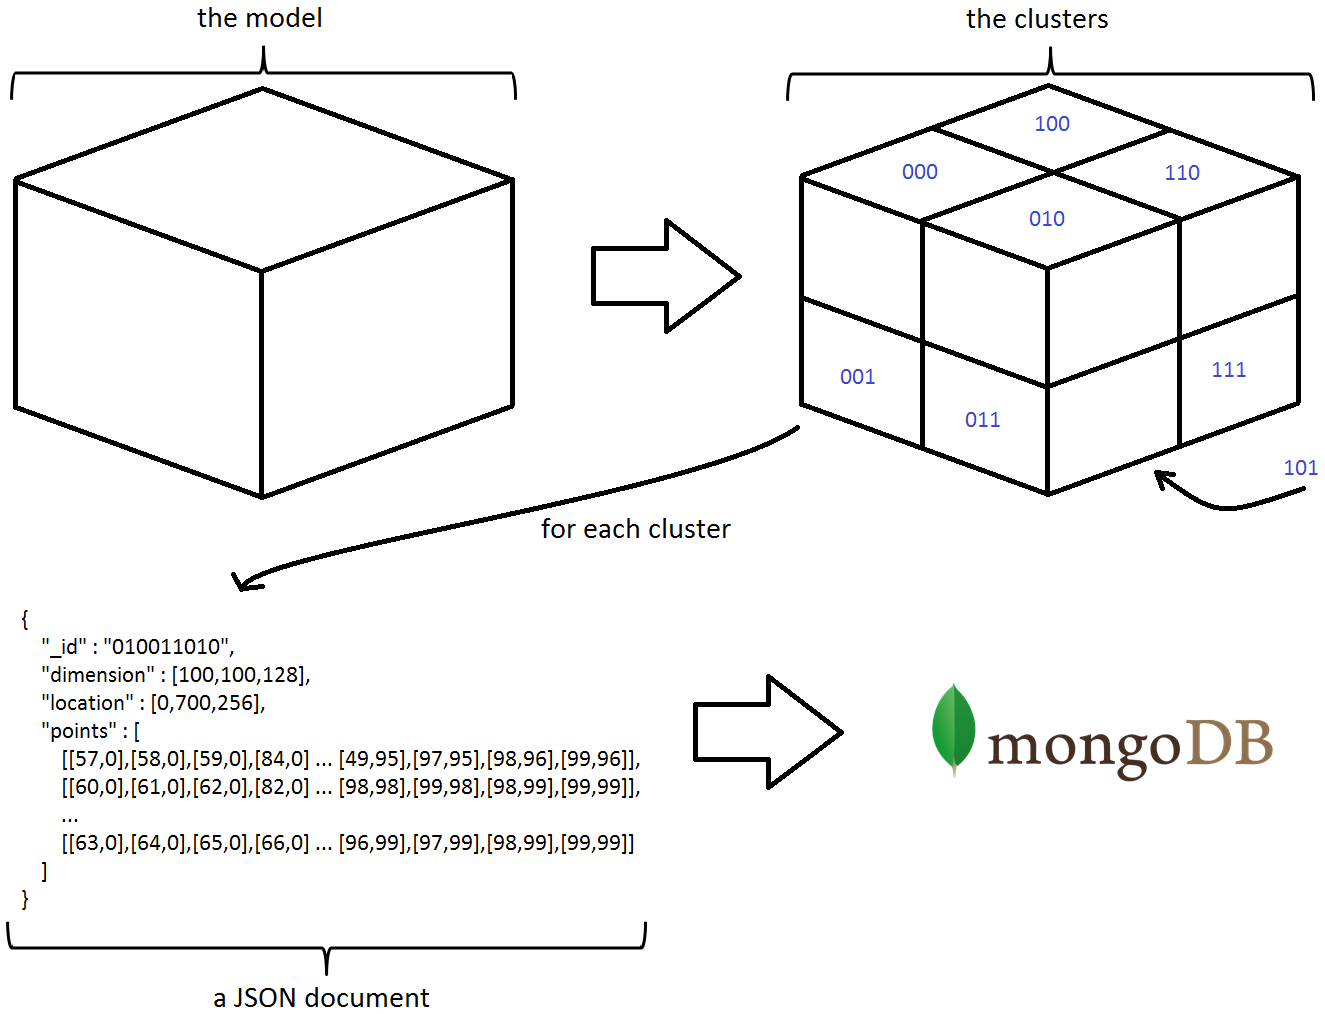 the model
the clusters
100
000
110
010
001
111
011
101
for each cluster
{
"_id" : "010011010",
"dimension" : [100,100,128],
"location" : [0,700,256],
"points" : [
[[57,0],[58,0],[59,0],[84,0] ... [49,95],[97,95],[98,96],[99,96]],
[[60,0],[61,0],[62,0],[82,0] ... [98,98],[99,98],[98,99],[99,99]],
...
[[63,0],[64,0],[65,0],[66,0] ... [96,99],[97,99],[98,99],[99,99]]
]
}
mongoDB
a JSON document